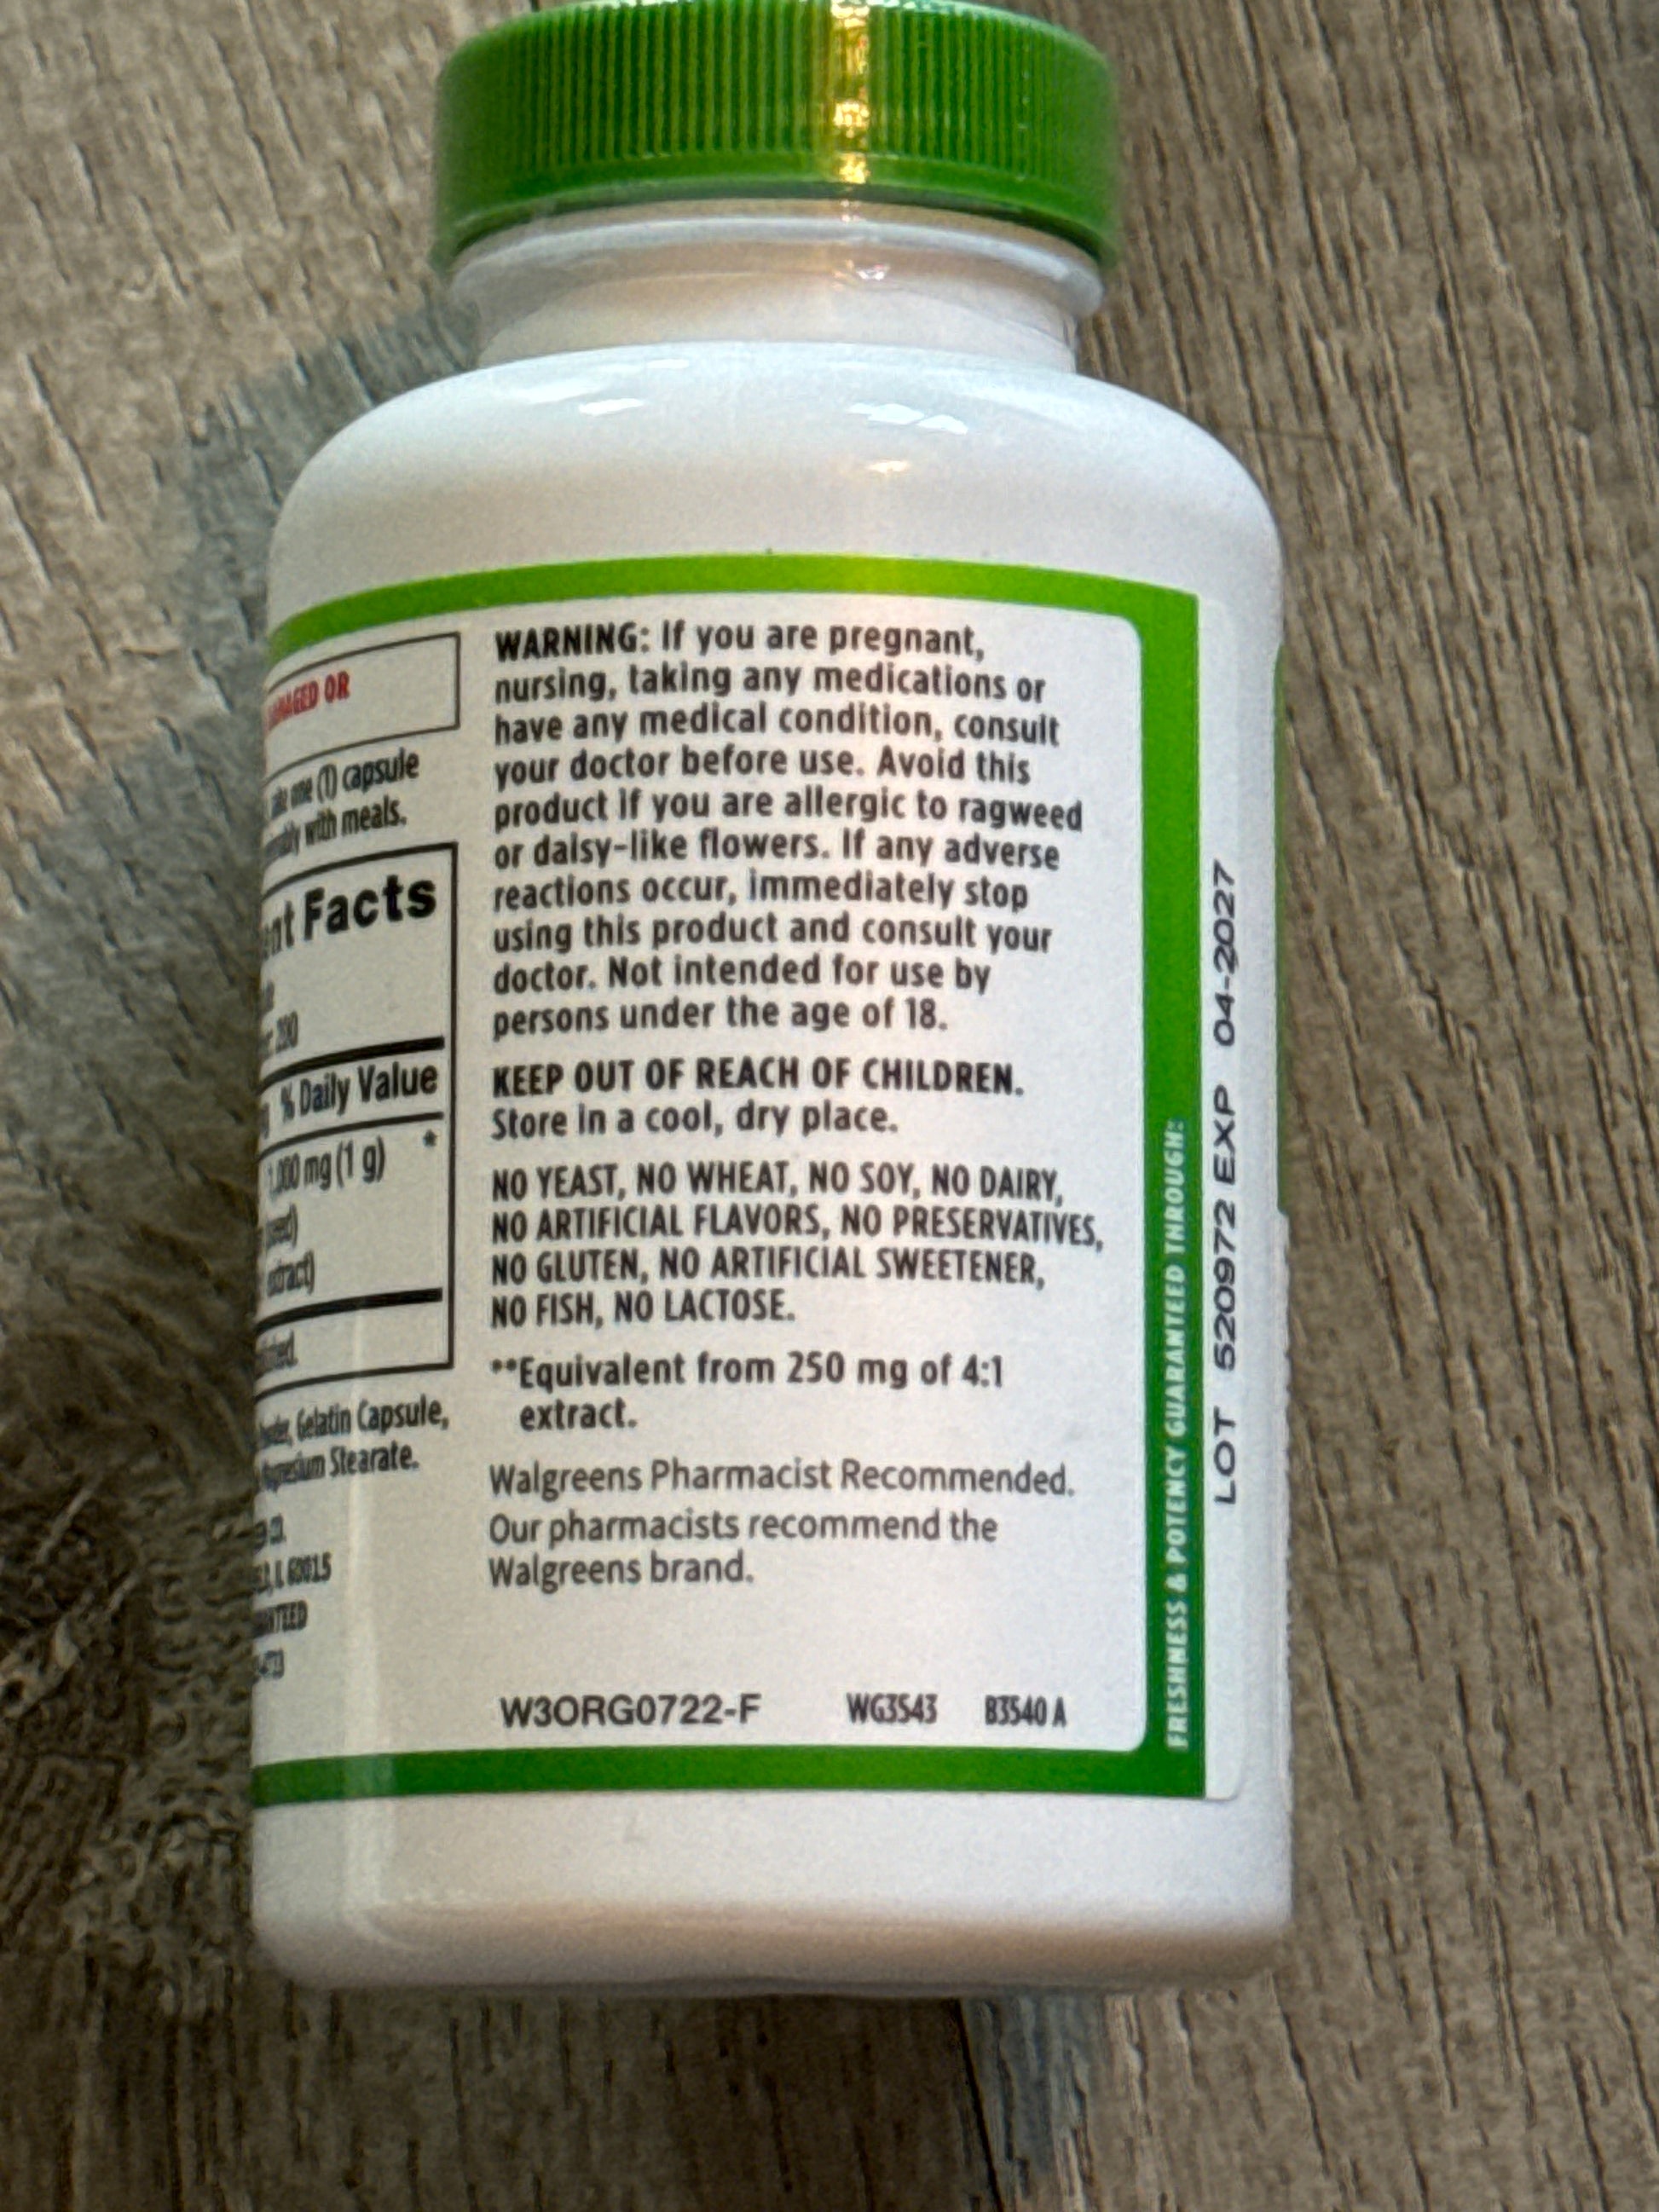 DAMAGED OR
one (1) capsule
with meals.
Facts
% Daily Value
*
1,000 mg (1 g)
Gelatin Capsule,
Stearate.
WARNING: If you are pregnant,
nursing, taking any medications or
have any medical condition, consult
your doctor before use. Avoid this
product if you are allergic to ragweed
or daisy-like flowers. If any adverse
reactions occur, immediately stop
using this product and consult your
doctor. Not intended for use by
persons under the age of 18.
KEEP OUT OF REACH OF CHILDREN.
Store in a cool, dry place.
NO YEAST, NO WHEAT, NO SOY, NO DAIRY,
NO ARTIFICIAL FLAVORS, NO PRESERVATIVES,
NO GLUTEN, NO ARTIFICIAL SWEETENER,
NO FISH, NO LACTOSE.
**Equivalent from 250 mg of 4:1
extract.
Walgreens Pharmacist Recommended.
Our pharmacists recommend the
Walgreens brand.
W3ORG0722-F WG3543 B3540 A
FRESHNESS & POTENCY GUARANTEED THROUGH:
LOT 520972 EXP 04-2027